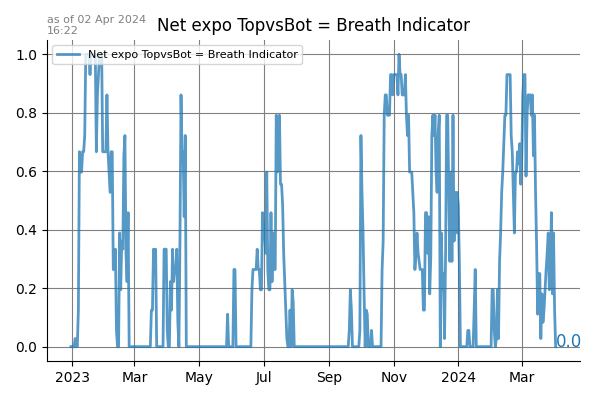 as of 02 Apr 2024
16:22
Net expo TopvsBot = Breath Indicator
Net expo TopvsBot = Breath Indicator
1.0
0.8
0.6
0.4
0.2
0.0
0.0
2023 Mar May Jul Sep Nov 2024 Mar